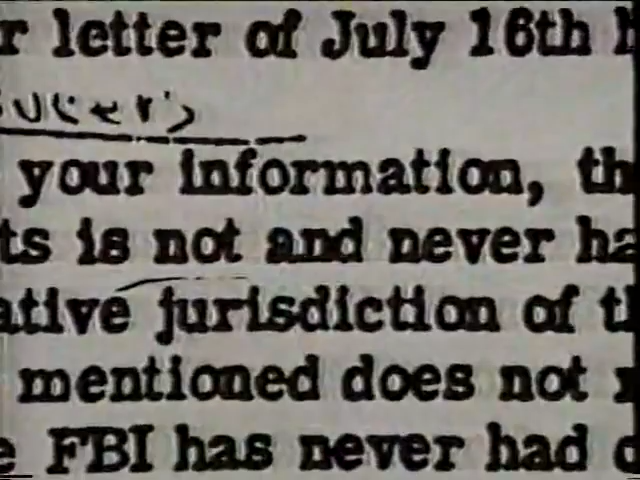 r letter of July 16th h
your information, th
ts is not and never ha
ative jurisdiction of th
mentioned does not
e FBI has never had